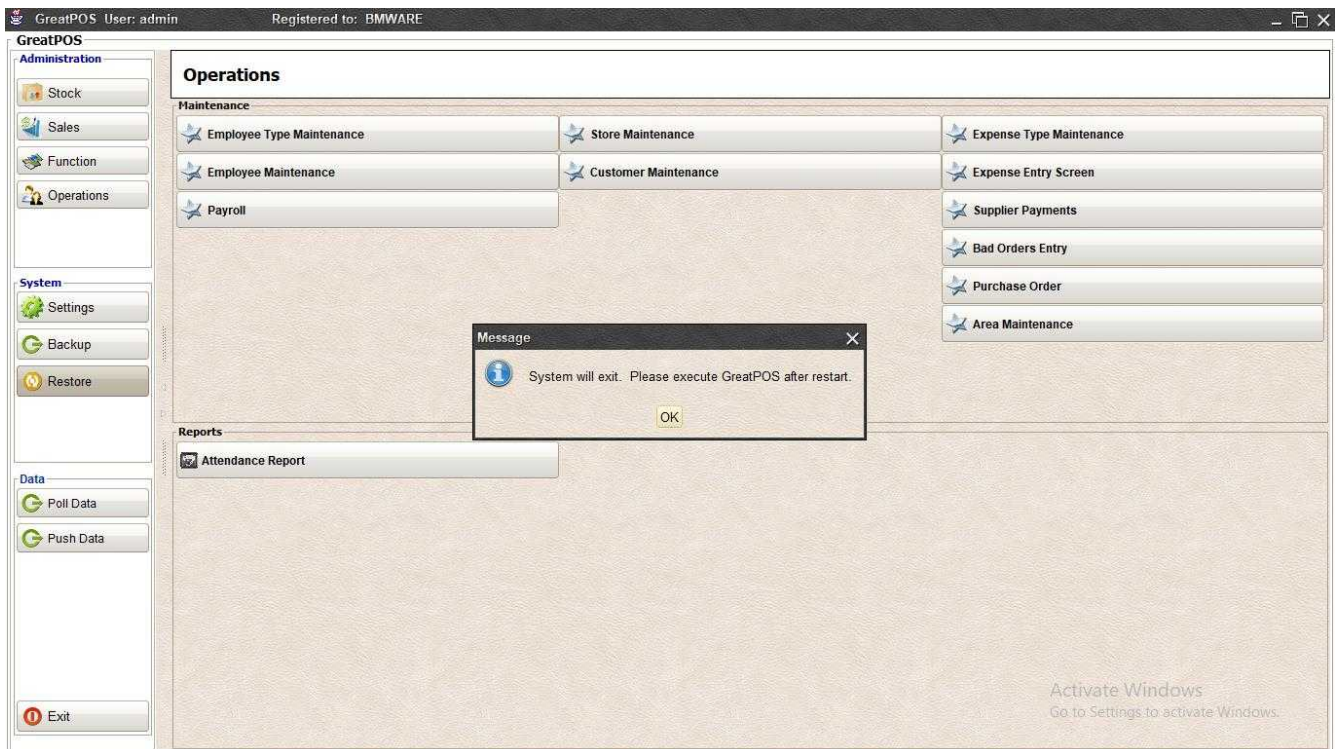 GreatPOS User: admin Registered to: BMWARE
GreatPOS
Administration
Stock
Sales
Function
Operations
System
Settings
Backup
Restore
Data
Poll Data
Push Data
Exit
Operations
Maintenance
Employee Type Maintenance
Store Maintenance
Expense Type Maintenance
Employee Maintenance
Customer Maintenance
Expense Entry Screen
Payroll
Supplier Payments
Bad Orders Entry
Purchase Order
Area Maintenance
Message
System will exit. Please execute GreatPOS after restart.
OK
Reports
Attendance Report
Activate Windows
Go to Settings to activate Windows.